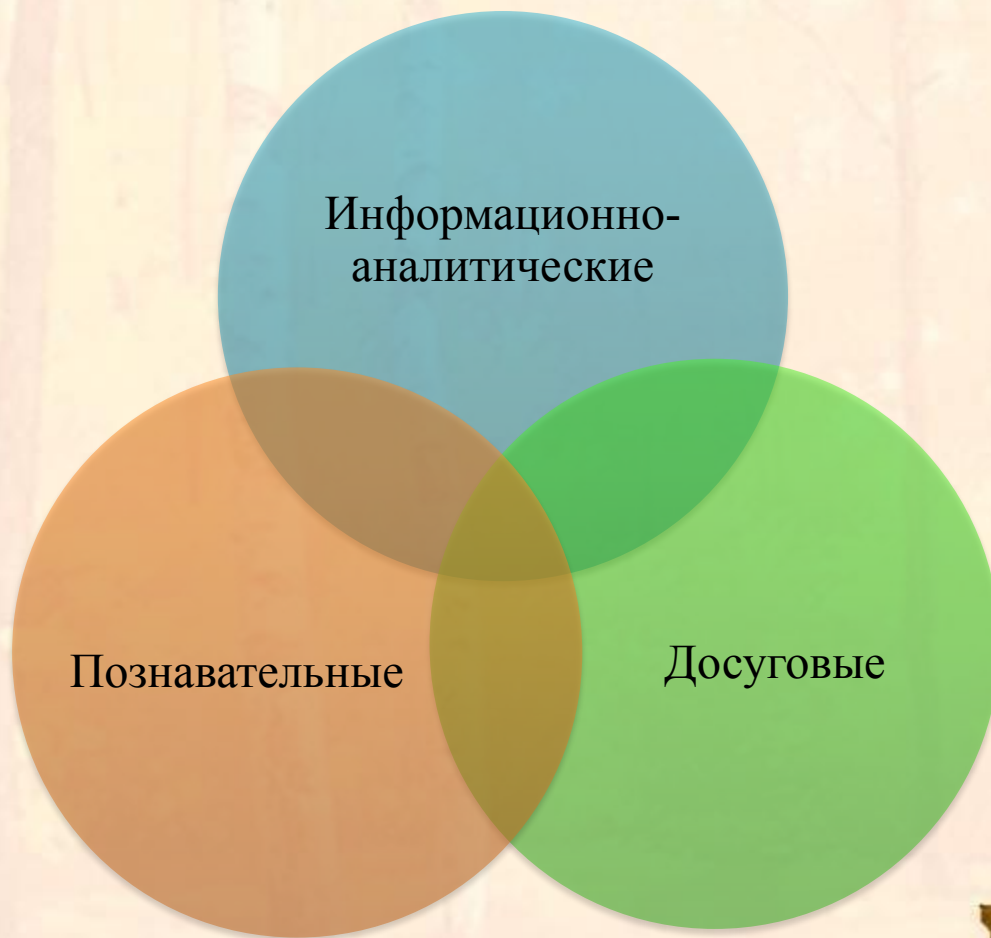 Информационно-
аналитические
Познавательные
Досуговые